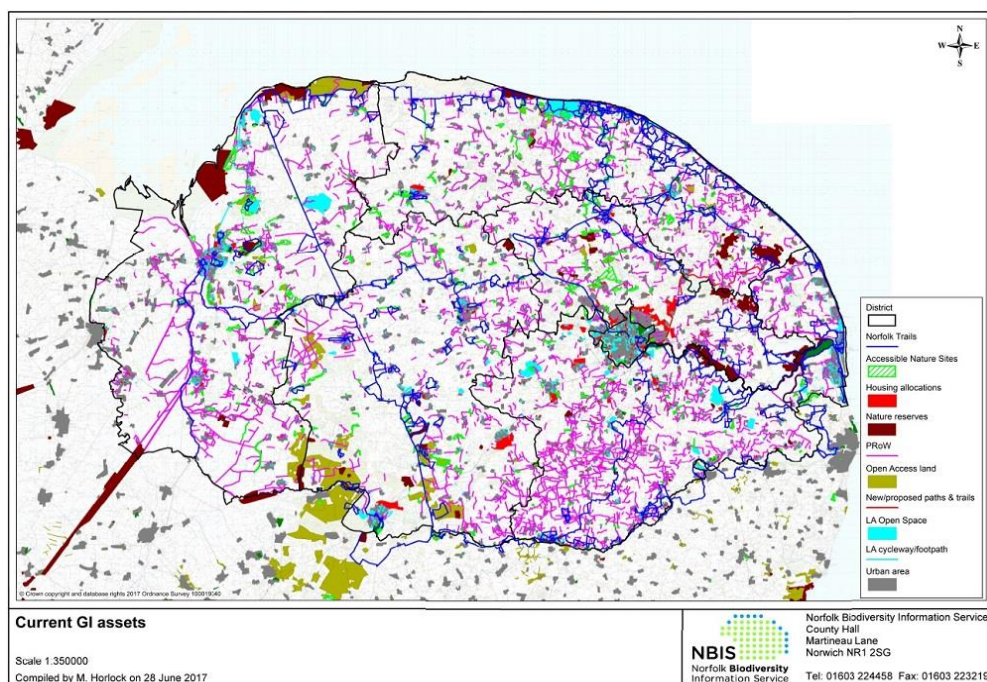 N
W E
S
District
Norfolk Trails
Accessible Nature Sites
Housing allocations
Nature reserves
PRoW
Open Access land
New/proposed paths & trails
LA Open Space
LA cycleway/footpath
Urban area
© Crown copyright and database rights 2017 Ordnance Survey 100019340
Current GI assets
Scale 1:350000
Compiled by M. Horlock on 28 June 2017
NBIS
Norfolk Biodiversity
Information Service
Norfolk Biodiversity Information Service
County Hall
Martineau Lane
Norwich NR1 2SG
Tel: 01603 224458 Fax: 01603 223219